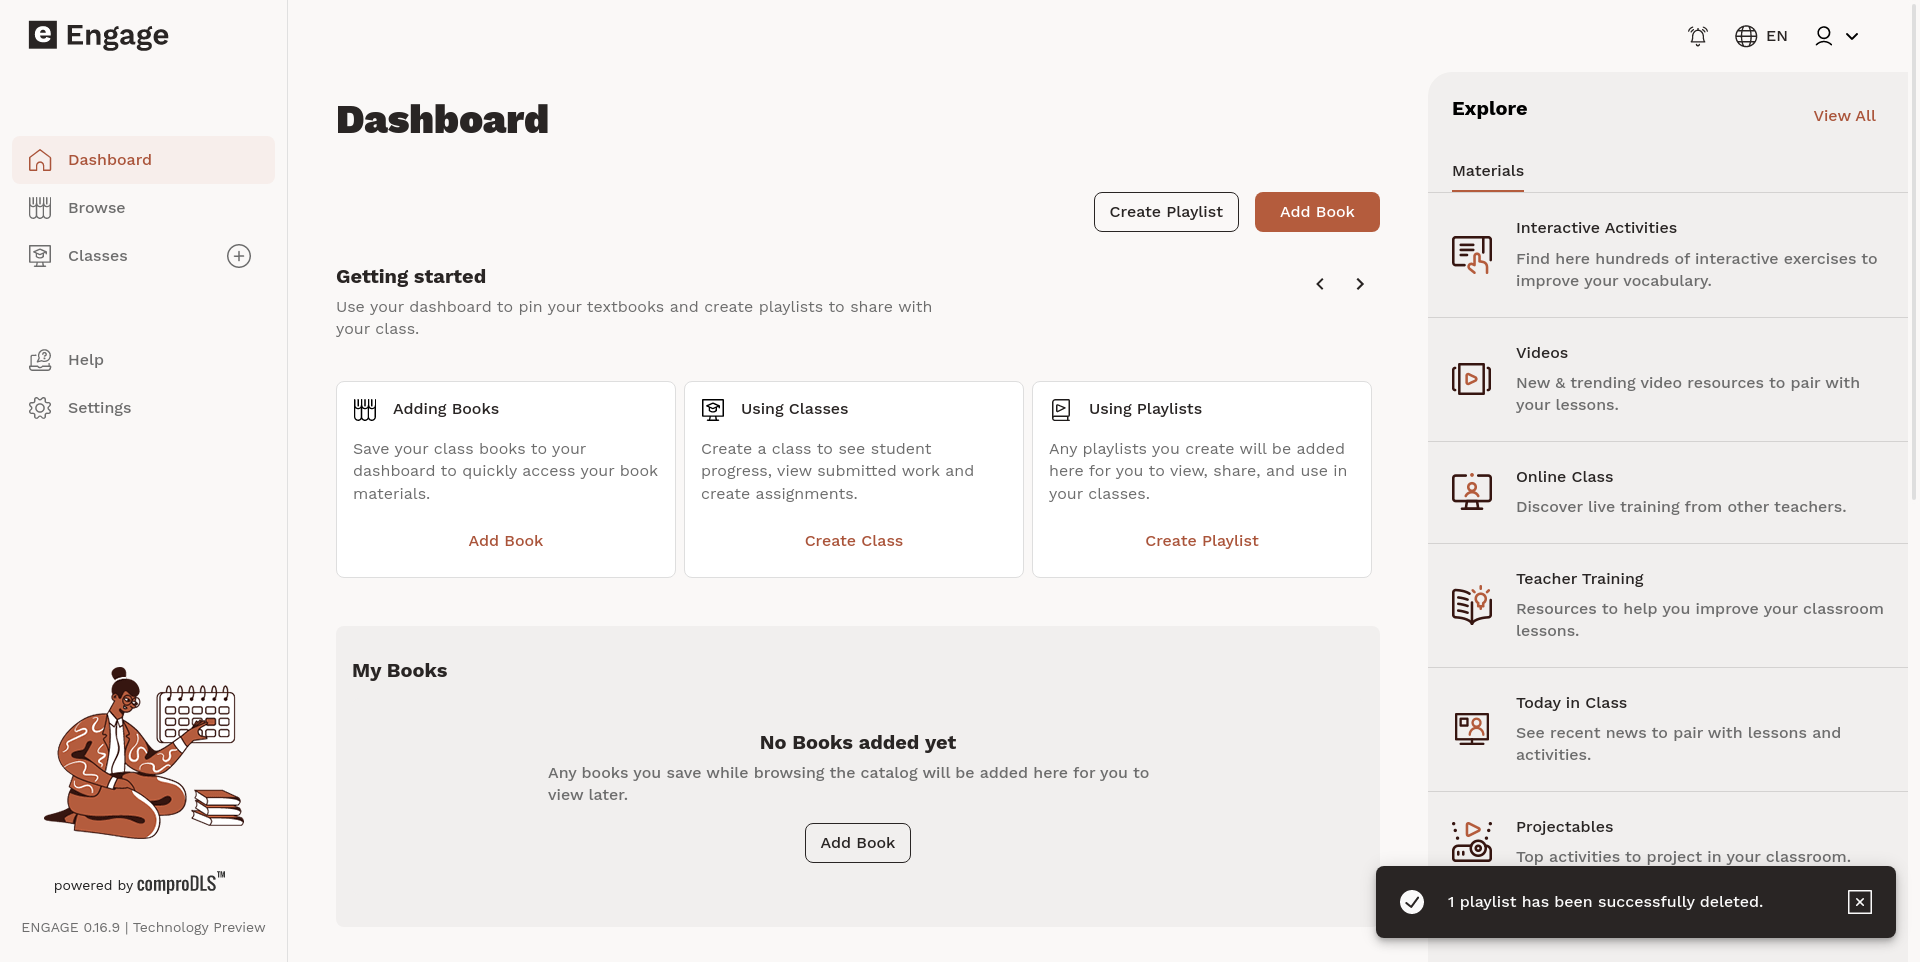 e Engage
EN
Dashboard
Browse
Classes
Help
Settings
powered by comproDLS™
ENGAGE 0.16.9 | Technology Preview
Dashboard
Create Playlist
Add Book
Getting started
Use your dashboard to pin your textbooks and create playlists to share with
your class.
Adding Books
Save your class books to your
dashboard to quickly access your book
materials.
Add Book
Using Classes
Create a class to see student
progress, view submitted work and
create assignments.
Create Class
Using Playlists
Any playlists you create will be added
here for you to view, share, and use in
your classes.
Create Playlist
My Books
No Books added yet
Any books you save while browsing the catalog will be added here for you to
view later.
Add Book
Explore
View All
Materials
Interactive Activities
Find here hundreds of interactive exercises to
improve your vocabulary.
Videos
New & trending video resources to pair with
your lessons.
Online Class
Discover live training from other teachers.
Teacher Training
Resources to help you improve your classroom
lessons.
Today in Class
See recent news to pair with lessons and
activities.
Projectables
Top activities to project in your classroom.
1 playlist has been successfully deleted.